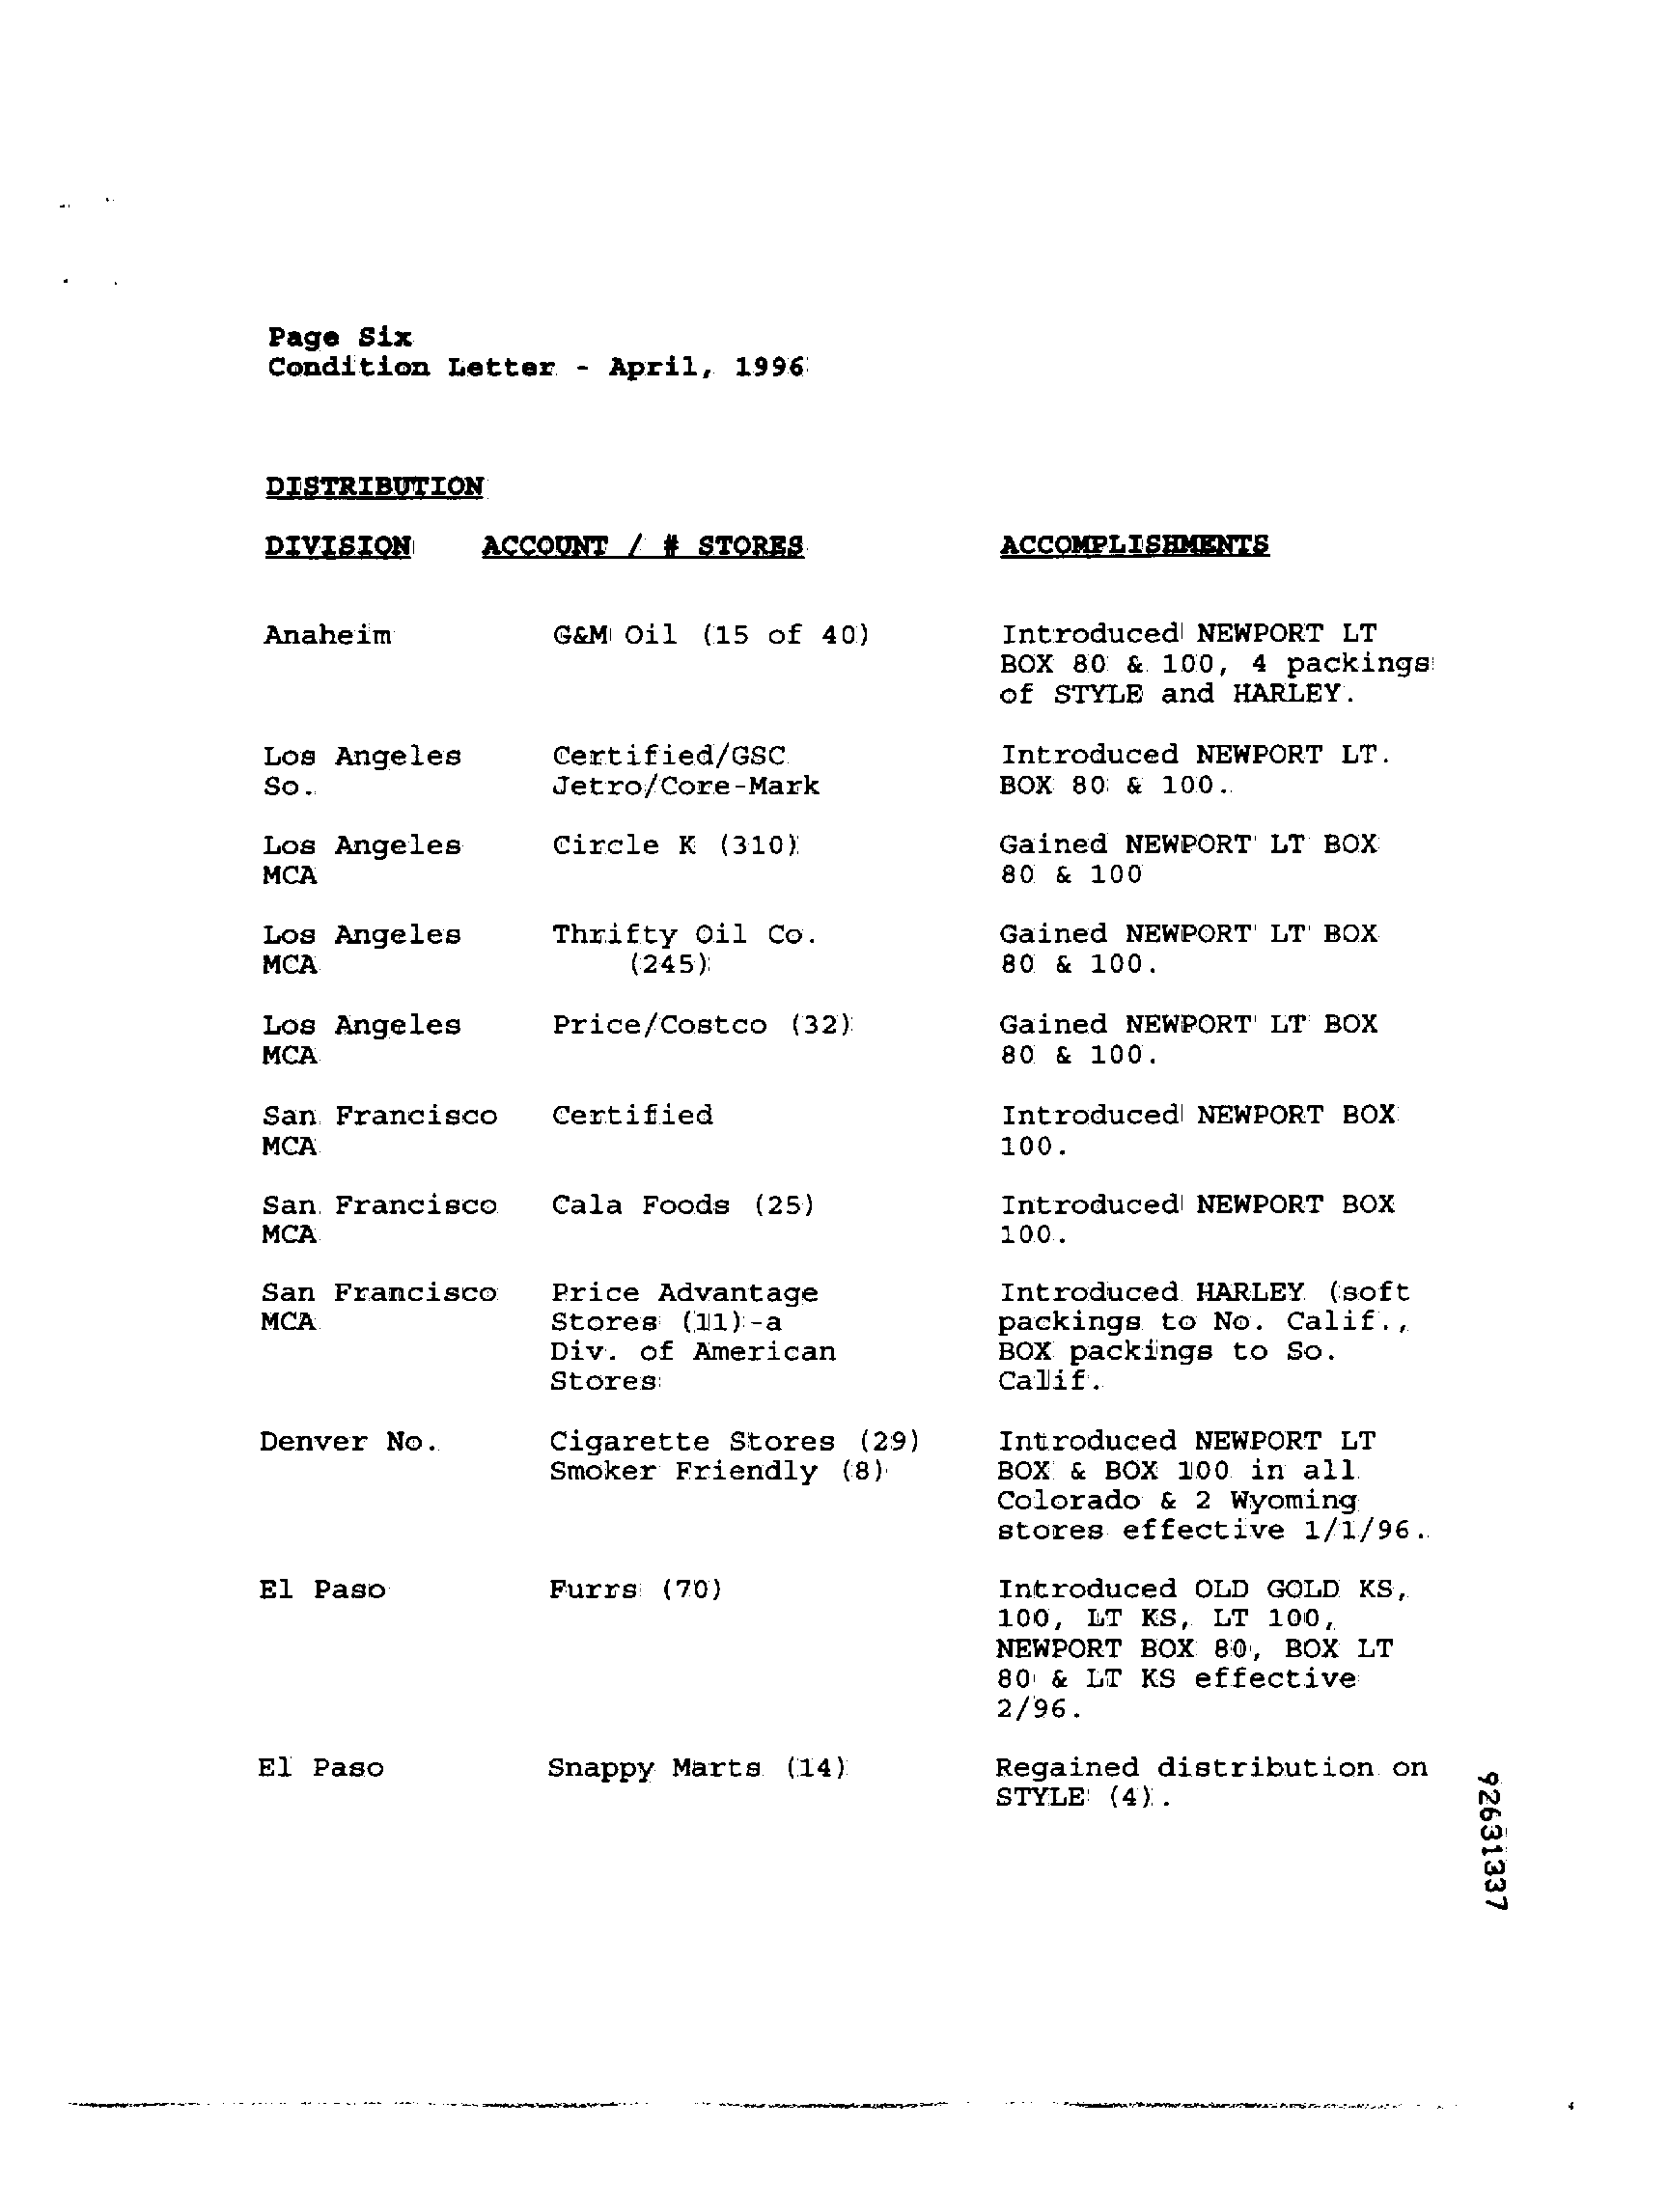 Page Six
Condition Letter - April, 1996
DISTRIBUTION
DIVISION ACCOUNT / # STORES ACCOMPLISHMENTS
Anaheim G&M Oil (15 of 40) Introduced NEWPORT LT
BOX 80 & 100, 4 packings
of STYLE and HARLEY.
Los Angeles Certified/GSC Introduced NEWPORT LT.
So. Jetro/Core-Mark BOX 80 & 100.
Los Angeles Circle K (310) Gained NEWPORT LT BOX
MCA 80 & 100
Los Angeles Thrifty Oil Co. Gained NEWPORT LT BOX
MCA (245) 80 & 100.
Los Angeles Price/Costco (32) Gained NEWPORT LT BOX
MCA 80 & 100.
San Francisco Certified Introduced NEWPORT BOX
MCA 100.
San Francisco Cala Foods (25) Introduced NEWPORT BOX
MCA 100.
San Francisco Price Advantage Introduced HARLEY (soft
MCA Stores (11)-a packings to No. Calif.,
Div. of American BOX packings to So.
Stores Calif.
Denver No. Cigarette Stores (29) Introduced NEWPORT LT
Smoker Friendly (8) BOX & BOX 100 in all
Colorado & 2 Wyoming
stores effective 1/1/96.
El Paso Furrs (70) Introduced OLD GOLD KS,
100, LT KS, LT 100,
NEWPORT BOX 80, BOX LT
80 & LT KS effective
2/96.
El Paso Snappy Marts (14) Regained distribution on
STYLE (4).
92631337